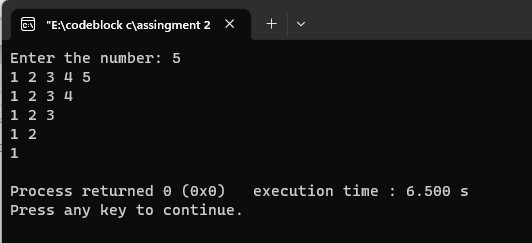 "E:\codeblock c\assingment 2
Enter the number: 5
1 2 3 4 5
1 2 3 4
1 2 3
1 2
1
Process returned 0 (0x0)   execution time : 6.500 s
Press any key to continue.